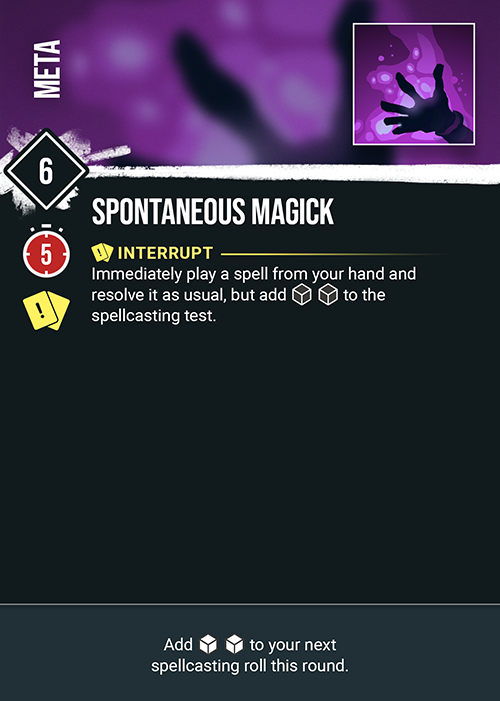 META
6
SPONTANEOUS MAGICK
5
! INTERRUPT
!
Immediately play a spell from your hand and
resolve it as usual, but add to the
spellcasting test.
Add to your next
spellcasting roll this round.